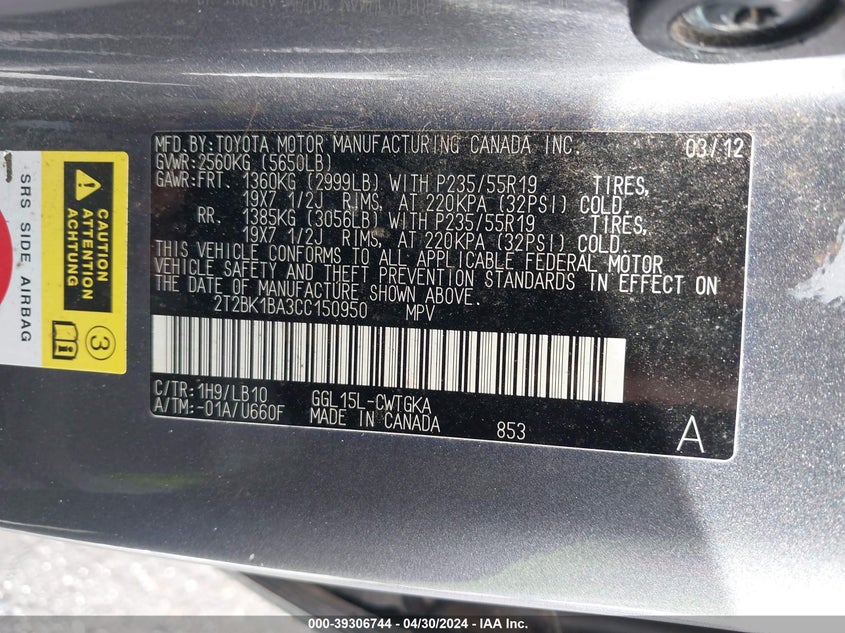 MFD.BY:TOYOTA MOTOR MANUFACTURING CANADA INC. 03/12
GVWR:2560KG (5650LB)
GAWR:FRT. 1360KG (2999LB) WITH P235/55R19 TIRES,
19X7 1/2J RIMS, AT 220KPA (32PSI) COLD.
RR. 1385KG (3056LB) WITH P235/55R19 TIRES,
19X7 1/2J RIMS, AT 220KPA (32PSI) COLD.
THIS VEHICLE CONFORMS TO ALL APPLICABLE FEDERAL MOTOR
VEHICLE SAFETY AND THEFT PREVENTION STANDARDS IN EFFECT ON
THE DATE OF MANUFACTURE SHOWN ABOVE.
2T2BK1BA3CC150950 MPV
C/TR:1H9/LB10 GGL15L-CWTGKA
A/TM:-01A/U660F MADE IN CANADA 853 A
SRS SIDE AIRBAG
CAUTION
ATTENTION
ACHTUNG
3
000-39306744 / 04/30/2024 - IAA Inc.